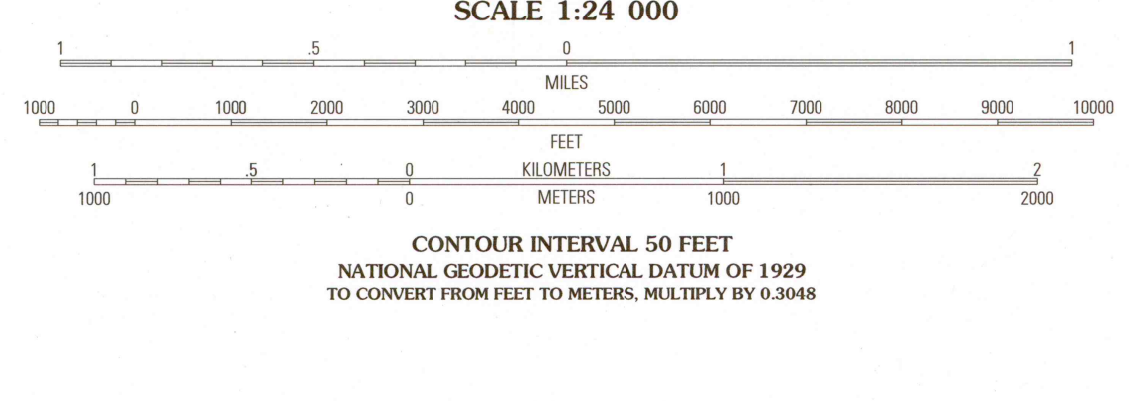 SCALE 1:24 000
1 .5 0 1
MILES
1000 0 1000 2000 3000 4000 5000 6000 7000 8000 9000 10000
FEET
1 .5 0 KILOMETERS 1 2
1000 0 METERS 1000 2000
CONTOUR INTERVAL 50 FEET
NATIONAL GEODETIC VERTICAL DATUM OF 1929
TO CONVERT FROM FEET TO METERS, MULTIPLY BY 0.3048